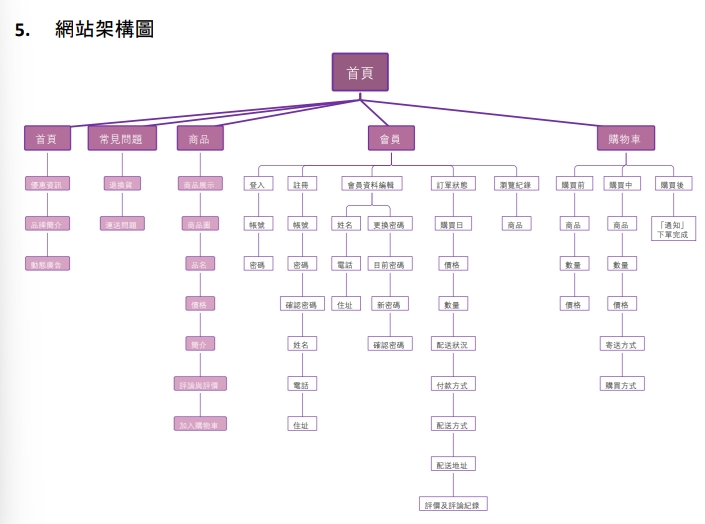 5. 網站架構圖
首頁
首頁
常見問題
商品
會員
購物車
優惠資訊
品牌簡介
動態廣告
退換貨
運送問題
商品展示
商品圖
品名
價格
簡介
評論與評價
加入購物車
登入
帳號
密碼
註冊
帳號
密碼
確認密碼
姓名
電話
住址
會員資料編輯
姓名
電話
住址
更換密碼
目前密碼
新密碼
確認密碼
訂單狀態
購買日
價格
數量
配送狀況
付款方式
配送方式
配送地址
評價及評論紀錄
瀏覽紀錄
商品
購買前
商品
數量
價格
購買中
商品
數量
價格
寄送方式
購買方式
購買後
「通知」
下單完成